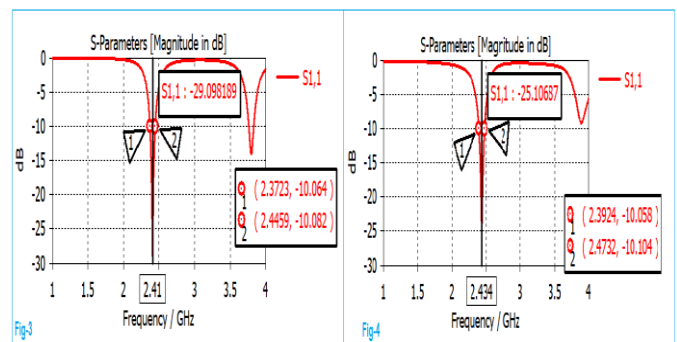 S-Parameters [Magnitude in dB]
0
-5
-10
-15
-20
-25
-30
dB
S1,1 : -29.098189
S1,1
1
2
1 ( 2.3723, -10.064 )
2 ( 2.4459, -10.082 )
1 1.5 2 2.41 3 3.5 4
Frequency / GHz
Fig-3
S-Parameters [Magnitude in dB]
0
-5
-10
-15
-20
-25
-30
dB
S1,1 : -25.10687
S1,1
1
2
1 ( 2.3924, -10.058 )
2 ( 2.4732, -10.104 )
1 1.5 2 2.434 3 3.5 4
Frequency / GHz
Fig-4